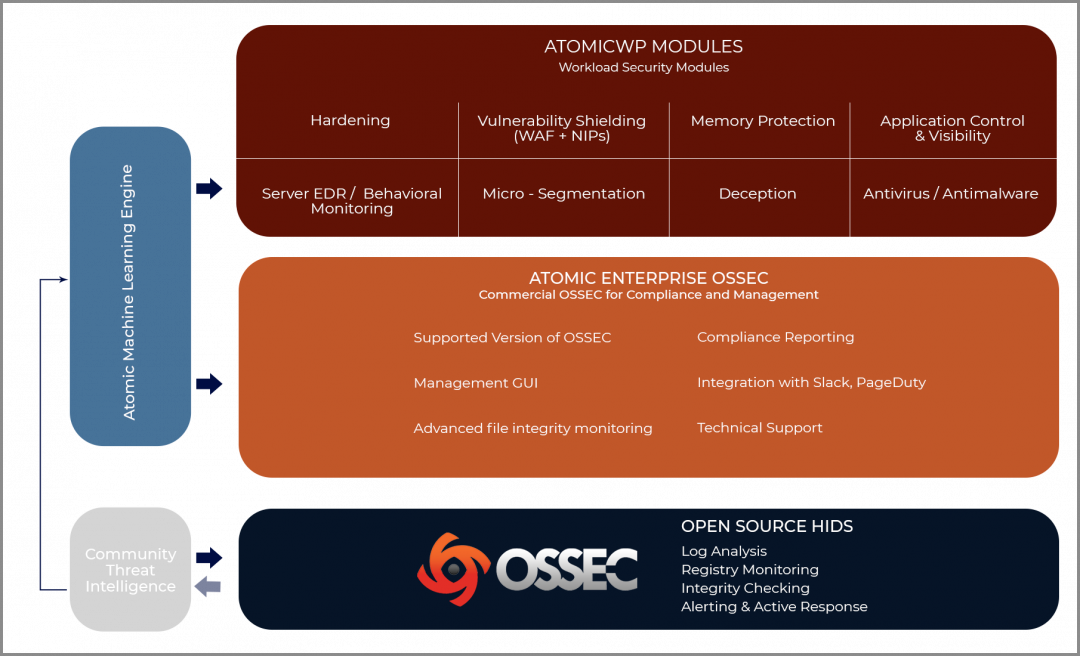 ATOMICWP MODULES
Workload Security Modules
Hardening
Vulnerability Shielding
(WAF + NIPs)
Memory Protection
Application Control
& Visibility
Server EDR / Behavioral
Monitoring
Micro - Segmentation
Deception
Antivirus / Antimalware
Atomic Machine Learning Engine
ATOMIC ENTERPRISE OSSEC
Commercial OSSEC for Compliance and Management
Supported Version of OSSEC
Compliance Reporting
Management GUI
Integration with Slack, PageDuty
Advanced file integrity monitoring
Technical Support
Community
Threat
Intelligence
OSSEC
OPEN SOURCE HIDS
Log Analysis
Registry Monitoring
Integrity Checking
Alerting & Active Response